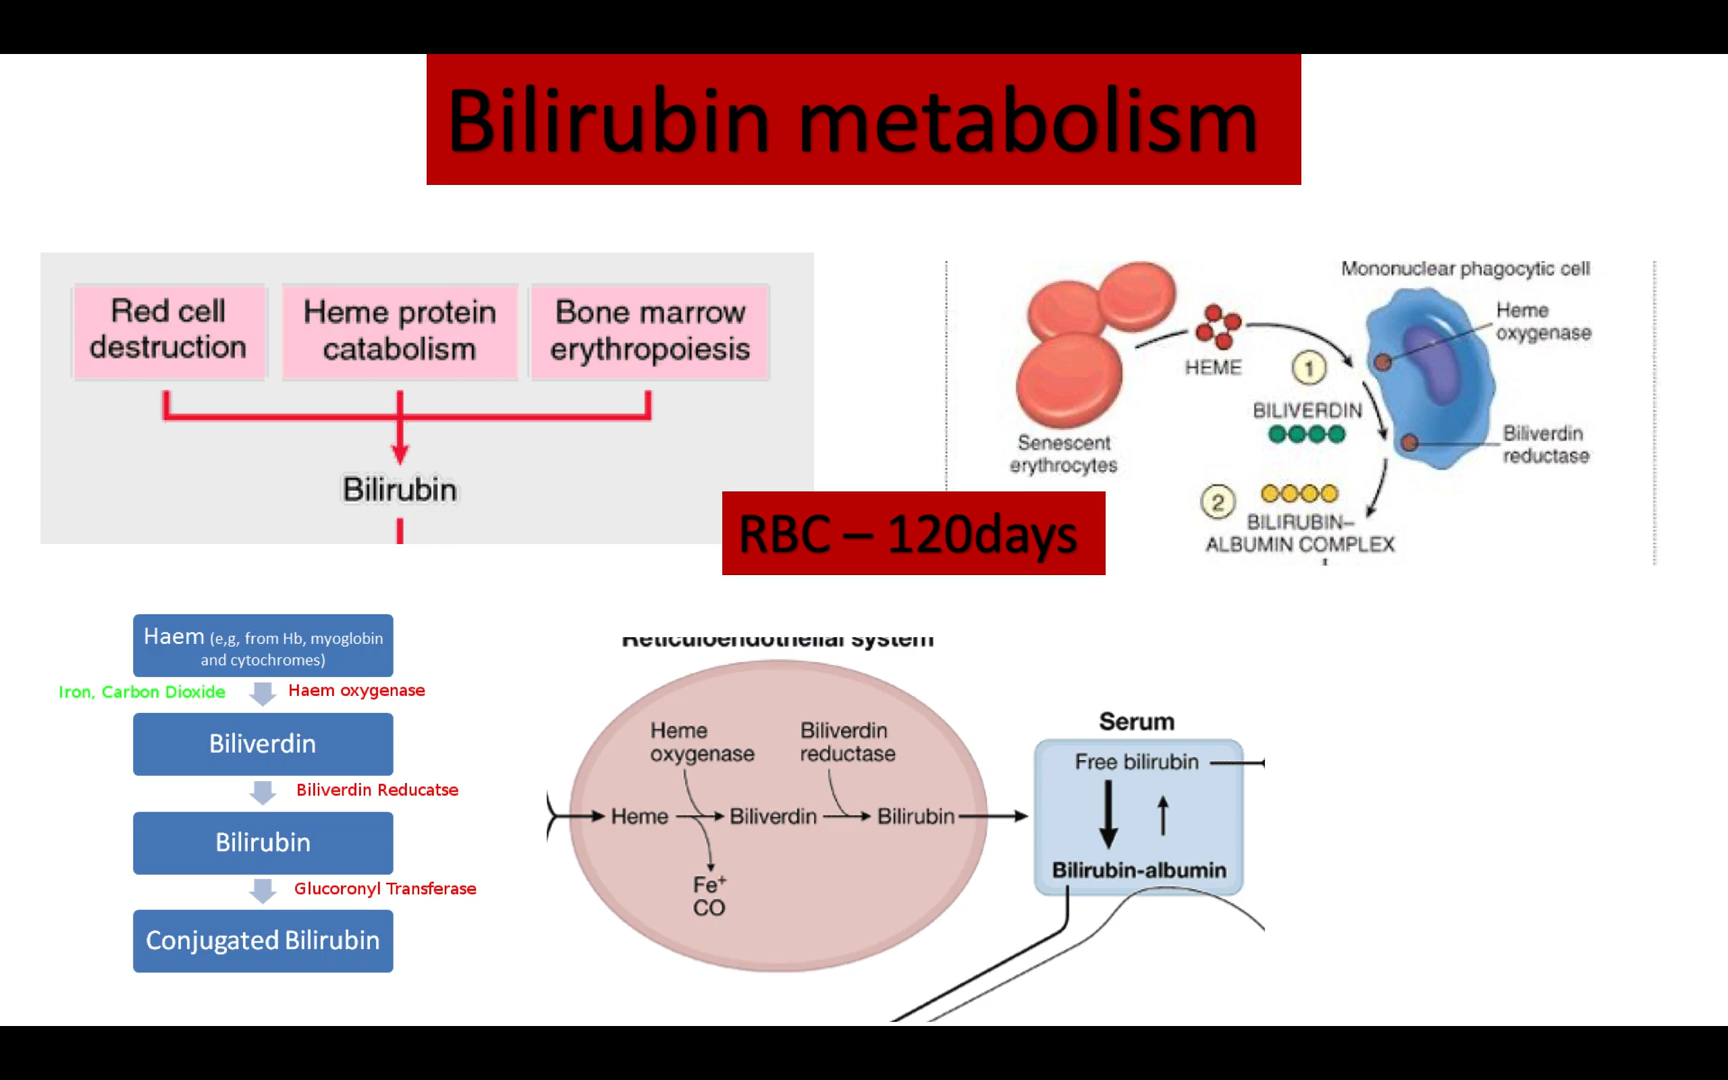 Bilirubin metabolism
Red cell
destruction
Heme protein
catabolism
Bone marrow
erythropoiesis
Bilirubin
Mononuclear phagocytic cell
Heme
oxygenase
HEME
1
BILIVERDIN
Biliverdin
reductase
Senescent
erythrocytes
2
BILIRUBIN–
ALBUMIN COMPLEX
RBC – 120days
Haem (e,g, from Hb, myoglobin
and cytochromes)
Iron, Carbon Dioxide
Haem oxygenase
Biliverdin
Biliverdin Reducatse
Bilirubin
Glucoronyl Transferase
Conjugated Bilirubin
Reticuloendothelial system
Heme
oxygenase
Biliverdin
reductase
Heme
Biliverdin
Bilirubin
Fe⁺
CO
Serum
Free bilirubin
Bilirubin-albumin